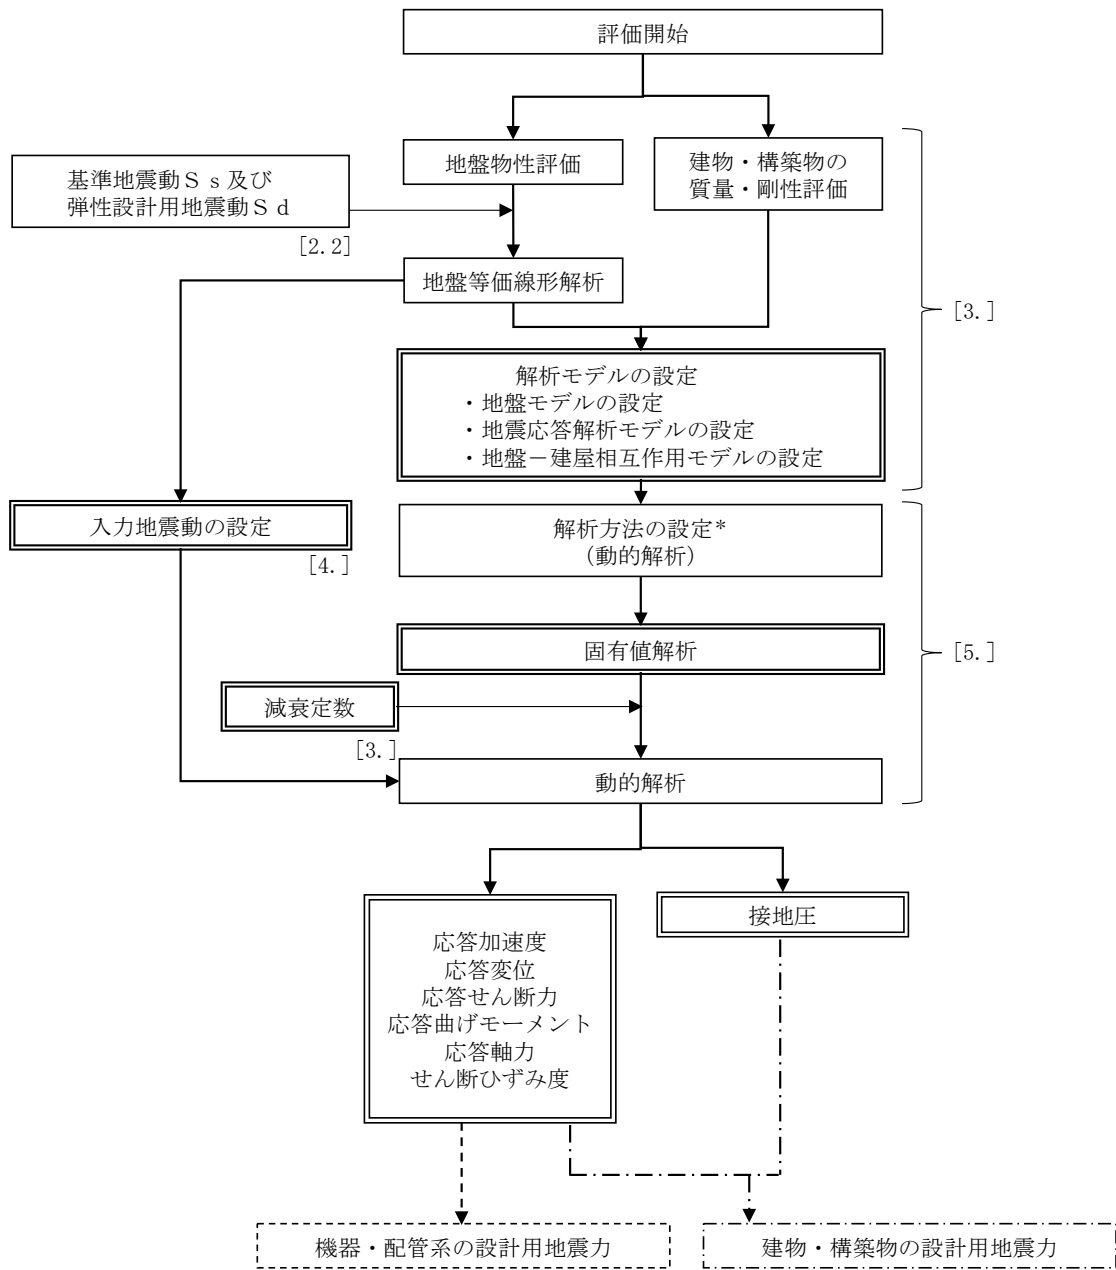 評価開始
地盤物性評価
建物・構築物の
質量・剛性評価
基準地震動Ｓｓ及び
弾性設計用地震動Ｓｄ
[2.2]
地盤等価線形解析
[3.]
解析モデルの設定
・地盤モデルの設定
・地震応答解析モデルの設定
・地盤－建屋相互作用モデルの設定
入力地震動の設定
[4.]
解析方法の設定*
（動的解析）
固有値解析
[5.]
減衰定数
[3.]
動的解析
応答加速度
応答変位
応答せん断力
応答曲げモーメント
応答軸力
せん断ひずみ度
接地圧
機器・配管系の設計用地震力
建物・構築物の設計用地震力